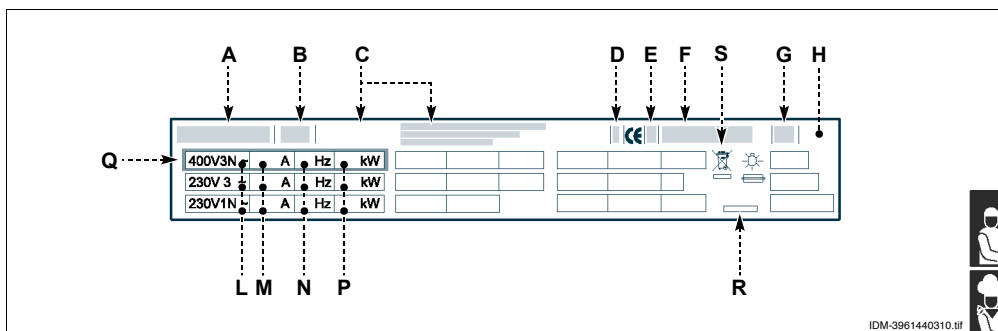 A B C D E F S G H
CE
Q
400V3N ~ A Hz kW
230V 3 ~ A Hz kW
230V1N ~ A Hz kW
L M N P R
IDM-3961440310.tif